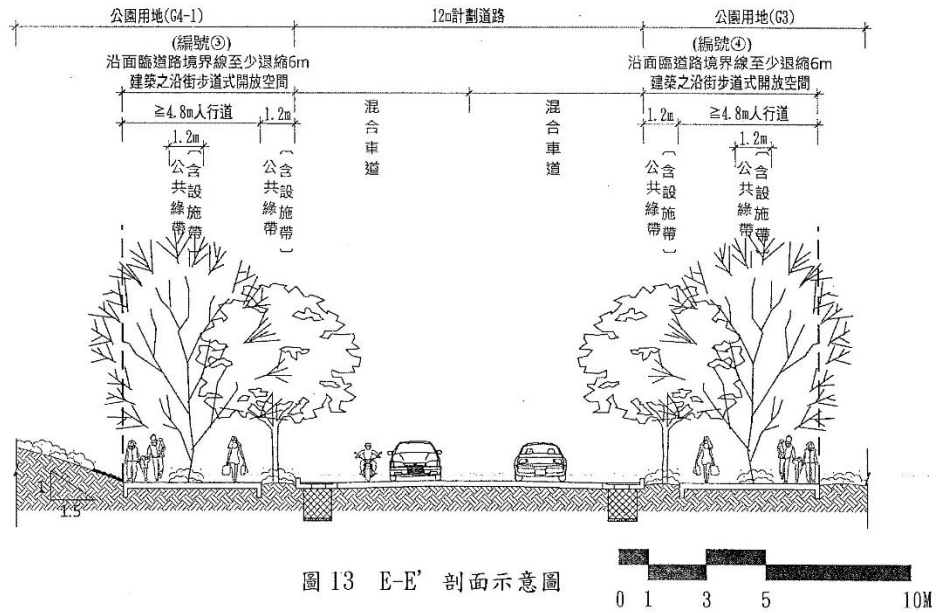 公園用地(G4-1)
12m計劃道路
公園用地(G3)
(編號③)
沿面臨道路境界線至少退縮6m
建築之沿街步道式開放空間
(編號④)
沿面臨道路境界線至少退縮6m
建築之沿街步道式開放空間
≧4.8m人行道
1.2m
混合車道
混合車道
1.2m
≧4.8m人行道
1.2m
1.2m
公共綠帶
(含設施帶)
公共綠帶
(含設施帶)
公共綠帶
(含設施帶)
公共綠帶
(含設施帶)
1
1.5
圖 13 E-E' 剖面示意圖
0 1 3 5 10M